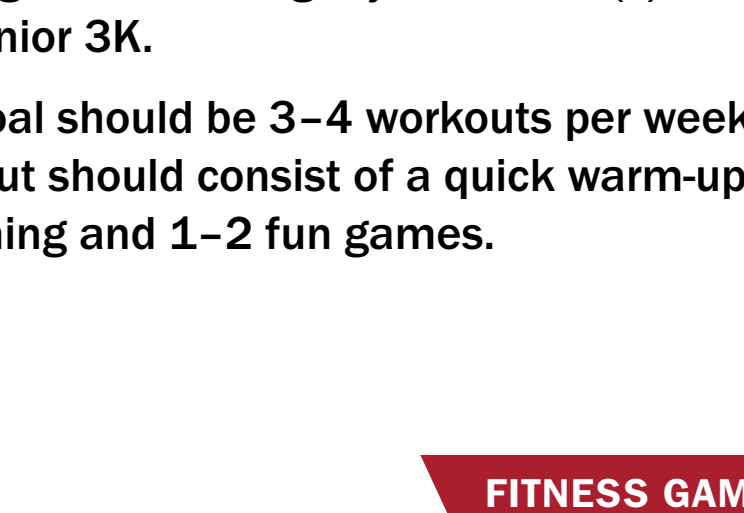 nior 3K.
oal should be 3–4 workouts per week
ut should consist of a quick warm-up
ning and 1–2 fun games.
FITNESS GAM